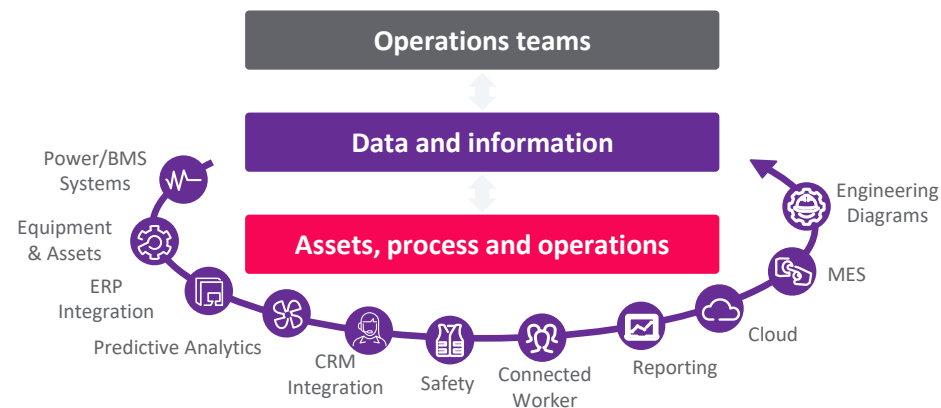 Operations teams
Data and information
Assets, process and operations
Power/BMS
Systems
Equipment
& Assets
ERP
Integration
Predictive Analytics
CRM
Integration
Safety
Connected
Worker
Reporting
Cloud
MES
Engineering
Diagrams